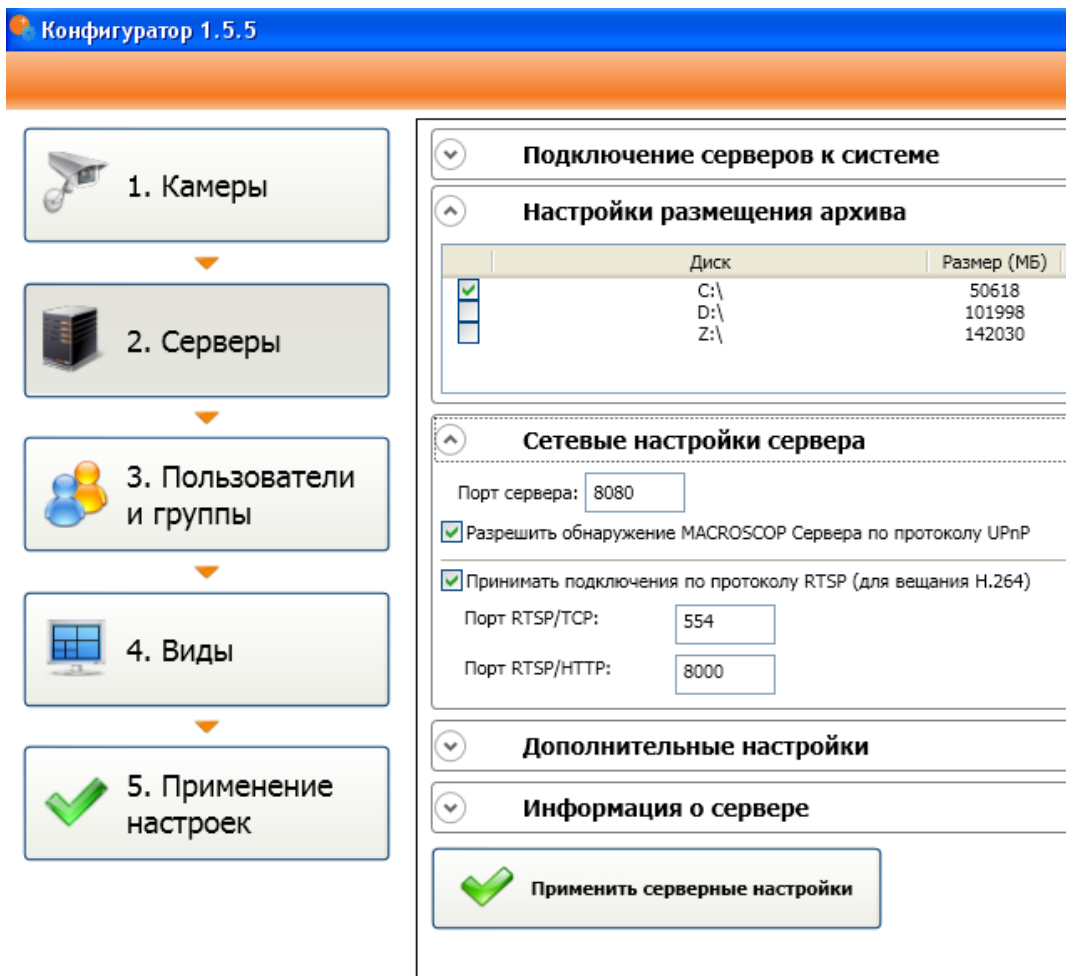 Конфигуратор 1.5.5
1. Камеры
2. Серверы
3. Пользователи
и группы
4. Виды
5. Применение
настроек
Подключение серверов к системе
Настройки размещения архива
Диск Размер (МБ)
C:\ 50618
D:\ 101998
Z:\ 142030
Сетевые настройки сервера
Порт сервера: 8080
Разрешить обнаружение MACROSCOP Сервера по протоколу UPnP
Принимать подключения по протоколу RTSP (для вещания H.264)
Порт RTSP/TCP: 554
Порт RTSP/HTTP: 8000
Дополнительные настройки
Информация о сервере
Применить серверные настройки